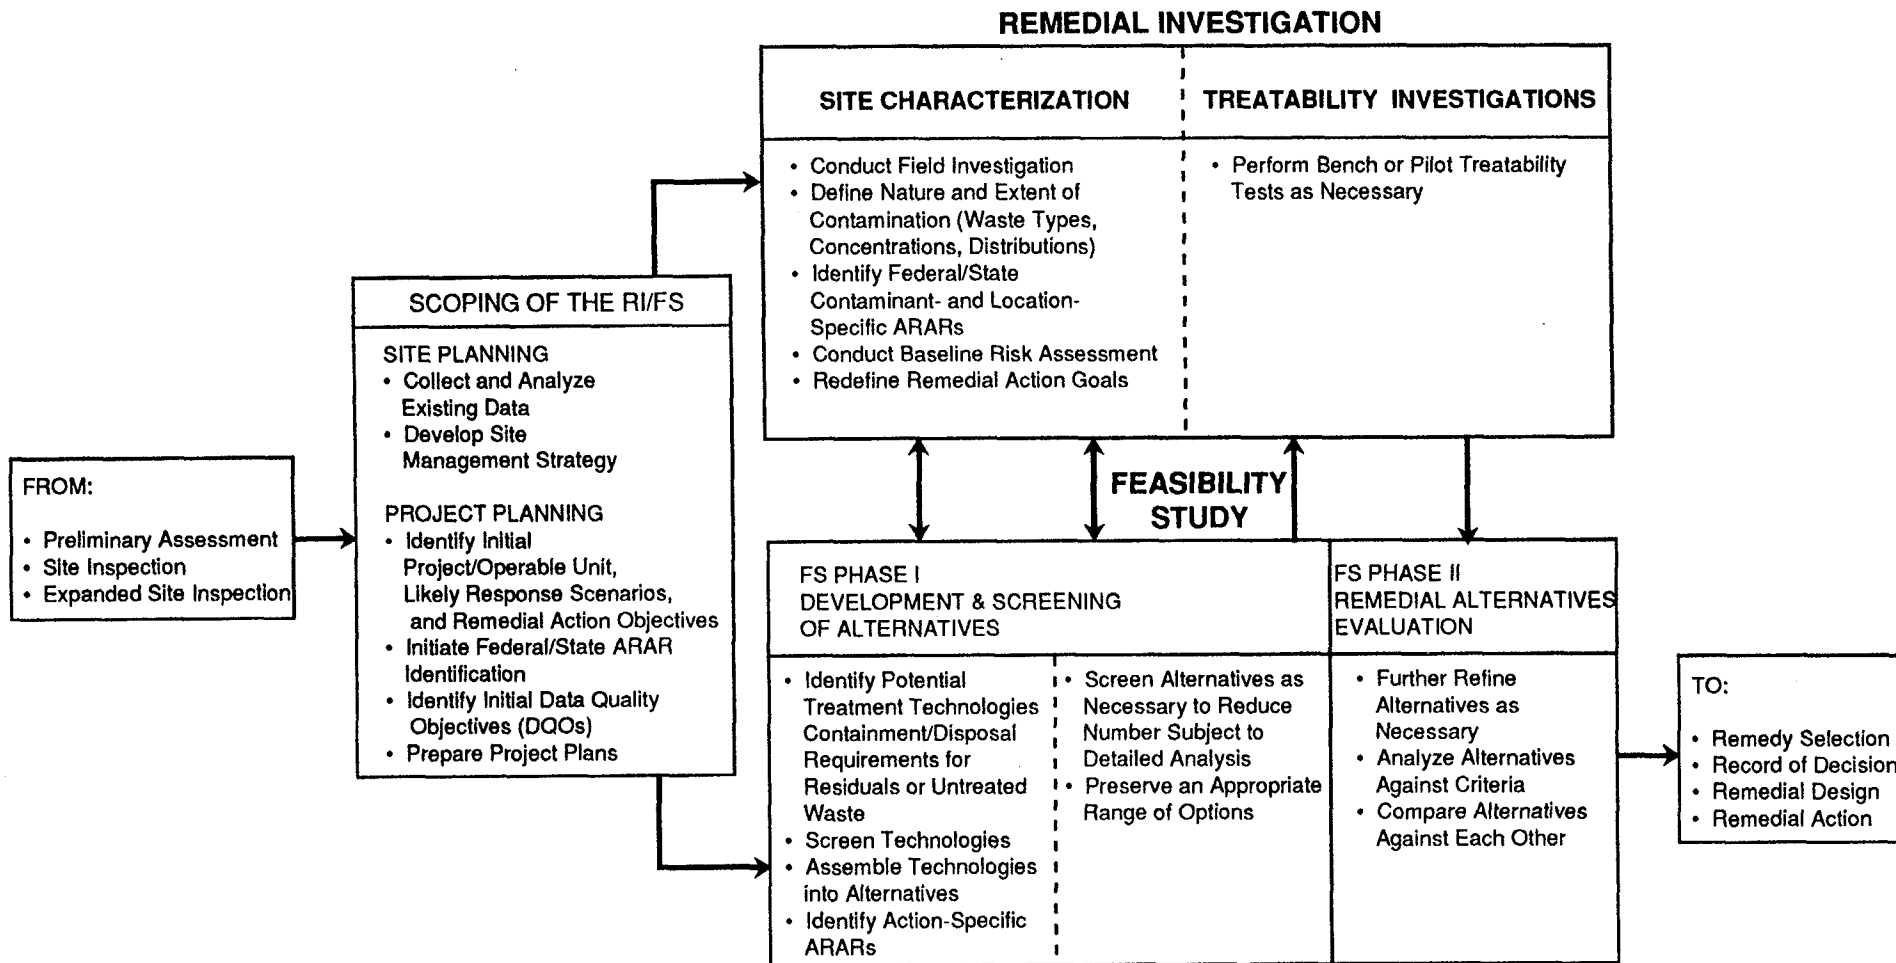 REMEDIAL INVESTIGATION
SITE CHARACTERIZATION
TREATABILITY INVESTIGATIONS
• Conduct Field Investigation
• Define Nature and Extent of
Contamination (Waste Types,
Concentrations, Distributions)
• Identify Federal/State
Contaminant- and Location-
Specific ARARs
• Conduct Baseline Risk Assessment
• Redefine Remedial Action Goals
• Perform Bench or Pilot Treatability
Tests as Necessary
SCOPING OF THE RI/FS
SITE PLANNING
• Collect and Analyze
Existing Data
• Develop Site
Management Strategy
PROJECT PLANNING
• Identify Initial
Project/Operable Unit,
Likely Response Scenarios,
and Remedial Action Objectives
• Initiate Federal/State ARAR
Identification
• Identify Initial Data Quality
Objectives (DQOs)
• Prepare Project Plans
FROM:
• Preliminary Assessment
• Site Inspection
• Expanded Site Inspection
FEASIBILITY
STUDY
FS PHASE I
DEVELOPMENT & SCREENING
OF ALTERNATIVES
• Identify Potential
Treatment Technologies
Containment/Disposal
Requirements for
Residuals or Untreated
Waste
• Screen Technologies
• Assemble Technologies
into Alternatives
• Identify Action-Specific
ARARs
• Screen Alternatives as
Necessary to Reduce
Number Subject to
Detailed Analysis
• Preserve an Appropriate
Range of Options
FS PHASE II
REMEDIAL ALTERNATIVES
EVALUATION
• Further Refine
Alternatives as
Necessary
• Analyze Alternatives
Against Criteria
• Compare Alternatives
Against Each Other
TO:
• Remedy Selection
• Record of Decision
• Remedial Design
• Remedial Action